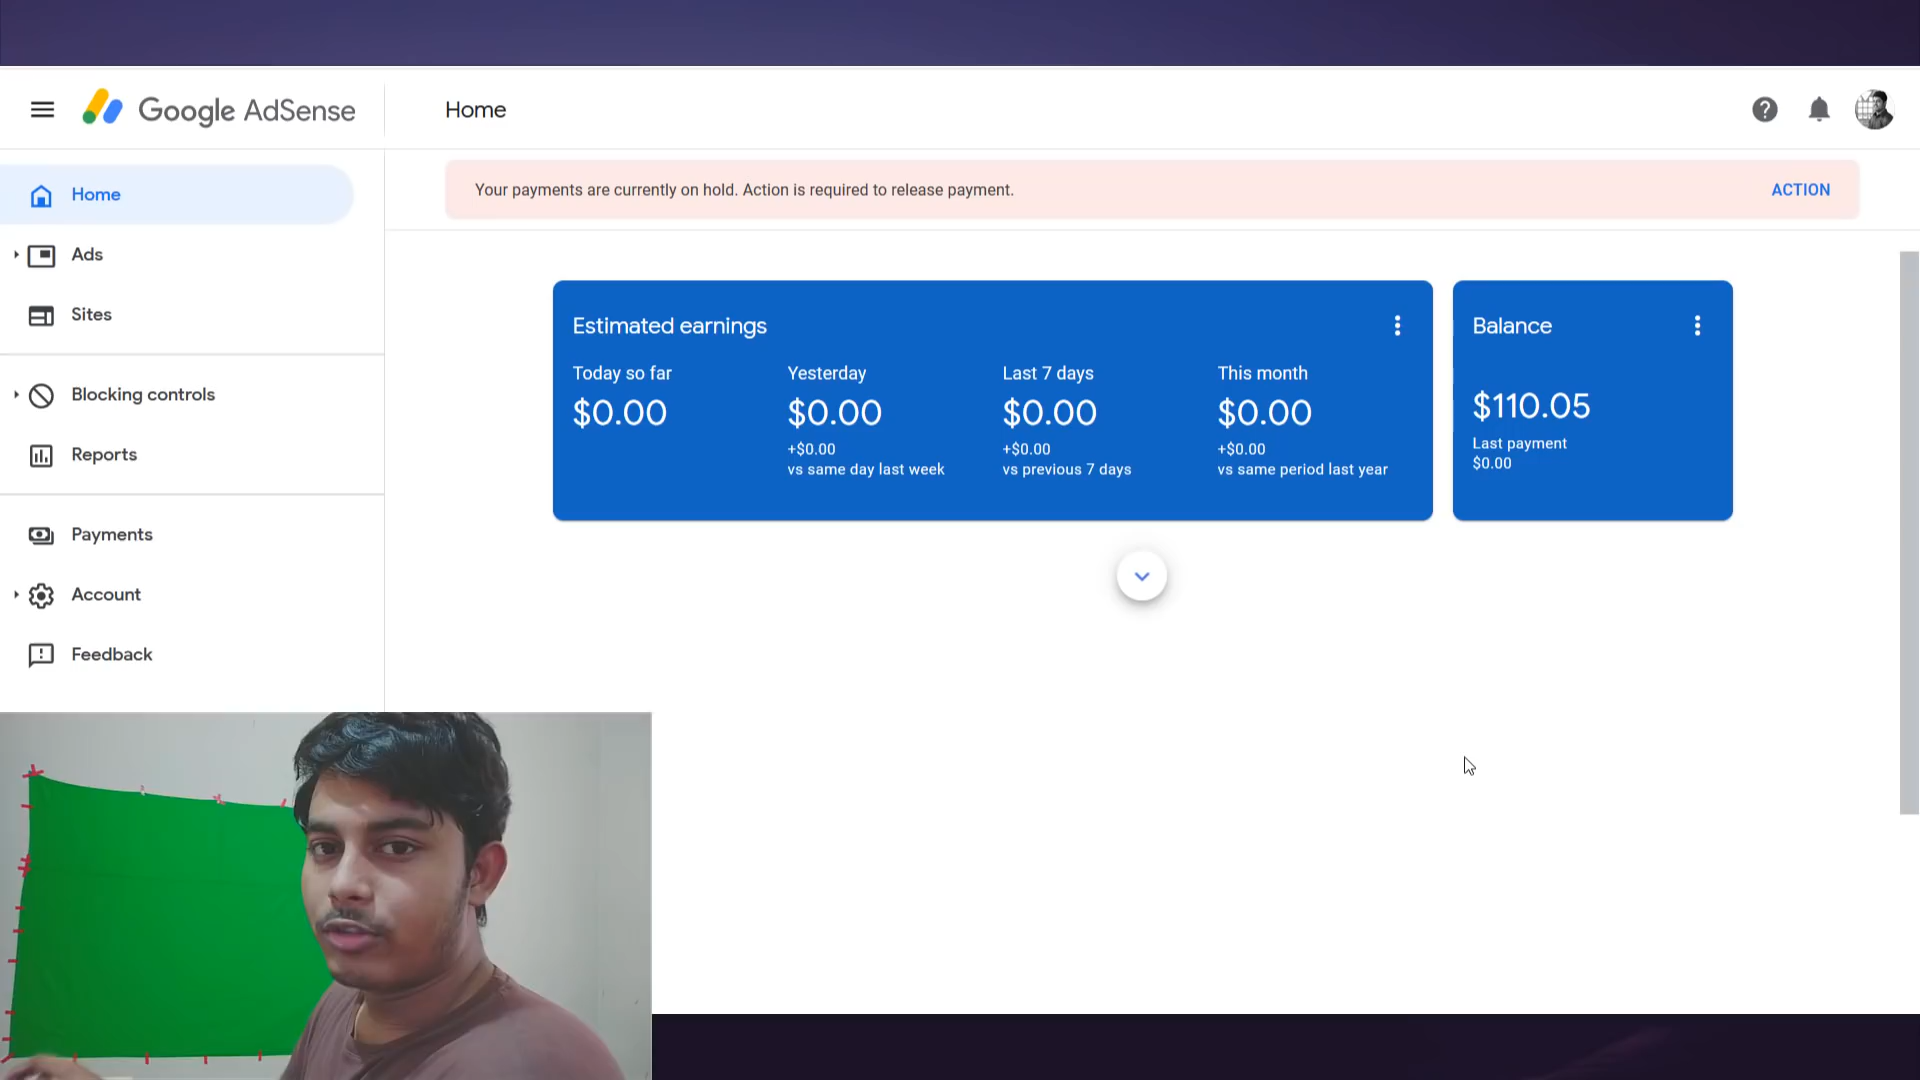 Google AdSense
Home
Your payments are currently on hold. Action is required to release payment.
ACTION
Home
Ads
Sites
Blocking controls
Reports
Payments
Account
Feedback
Estimated earnings
Today so far
$0.00
Yesterday
$0.00
+$0.00
vs same day last week
Last 7 days
$0.00
+$0.00
vs previous 7 days
This month
$0.00
+$0.00
vs same period last year
Balance
$110.05
Last payment
$0.00